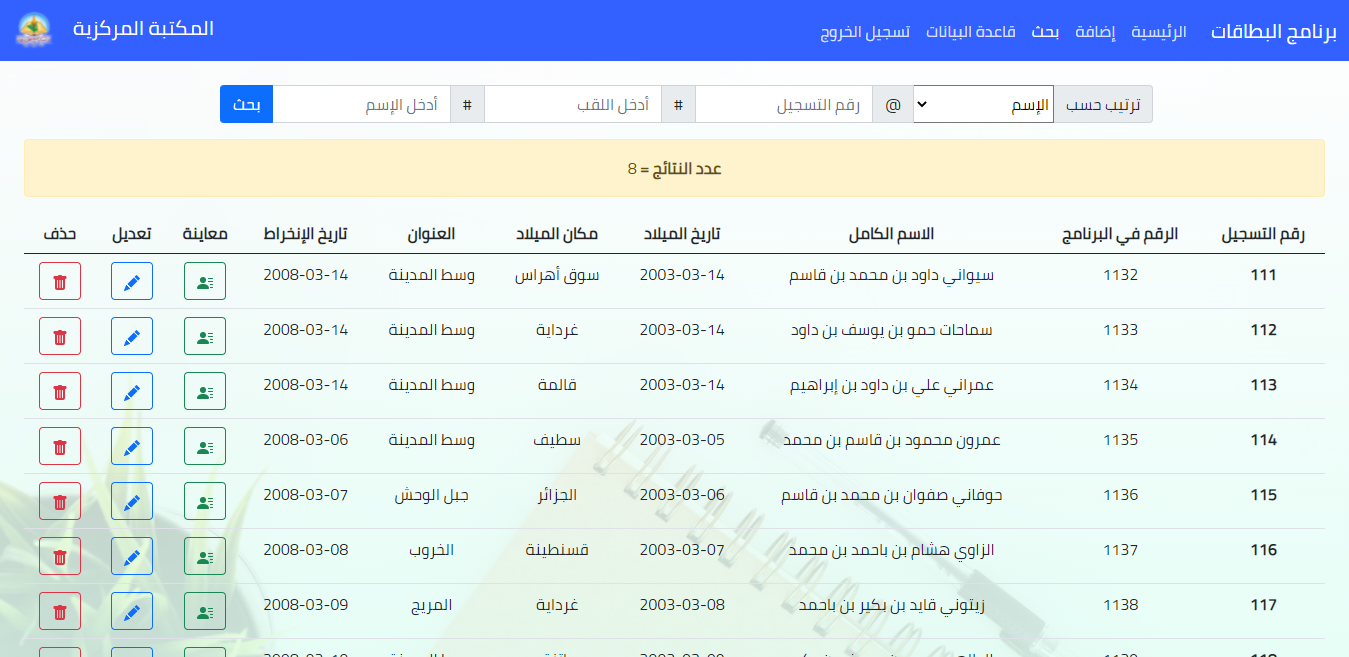 برنامج البطاقات الرئيسية إضافة بحث قاعدة البيانات تسجيل الخروج المكتبة المركزية
ترتيب حسب الإسم @ رقم التسجيل # أدخل اللقب # أدخل الإسم بحث
عدد النتائج = 8
رقم التسجيل الرقم في البرنامج الاسم الكامل تاريخ الميلاد مكان الميلاد العنوان تاريخ الإنخراط معاينة تعديل حذف
111 1132 سيواني داود بن محمد بن قاسم 2003-03-14 سوق أهراس وسط المدينة 2008-03-14
112 1133 سماحات حمو بن يوسف بن داود 2003-03-14 غرداية وسط المدينة 2008-03-14
113 1134 عمراني علي بن داود بن إبراهيم 2003-03-14 قالمة وسط المدينة 2008-03-14
114 1135 عمرون محمود بن قاسم بن محمد 2003-03-05 سطيف وسط المدينة 2008-03-06
115 1136 حوفاني صفوان بن محمد بن قاسم 2003-03-06 الجزائر جبل الوحش 2008-03-07
116 1137 الزاوي هشام بن باحمد بن محمد 2003-03-07 قسنطينة الخروب 2008-03-08
117 1138 زيتوني قايد بن بكير بن باحمد 2003-03-08 غرداية المريج 2008-03-09